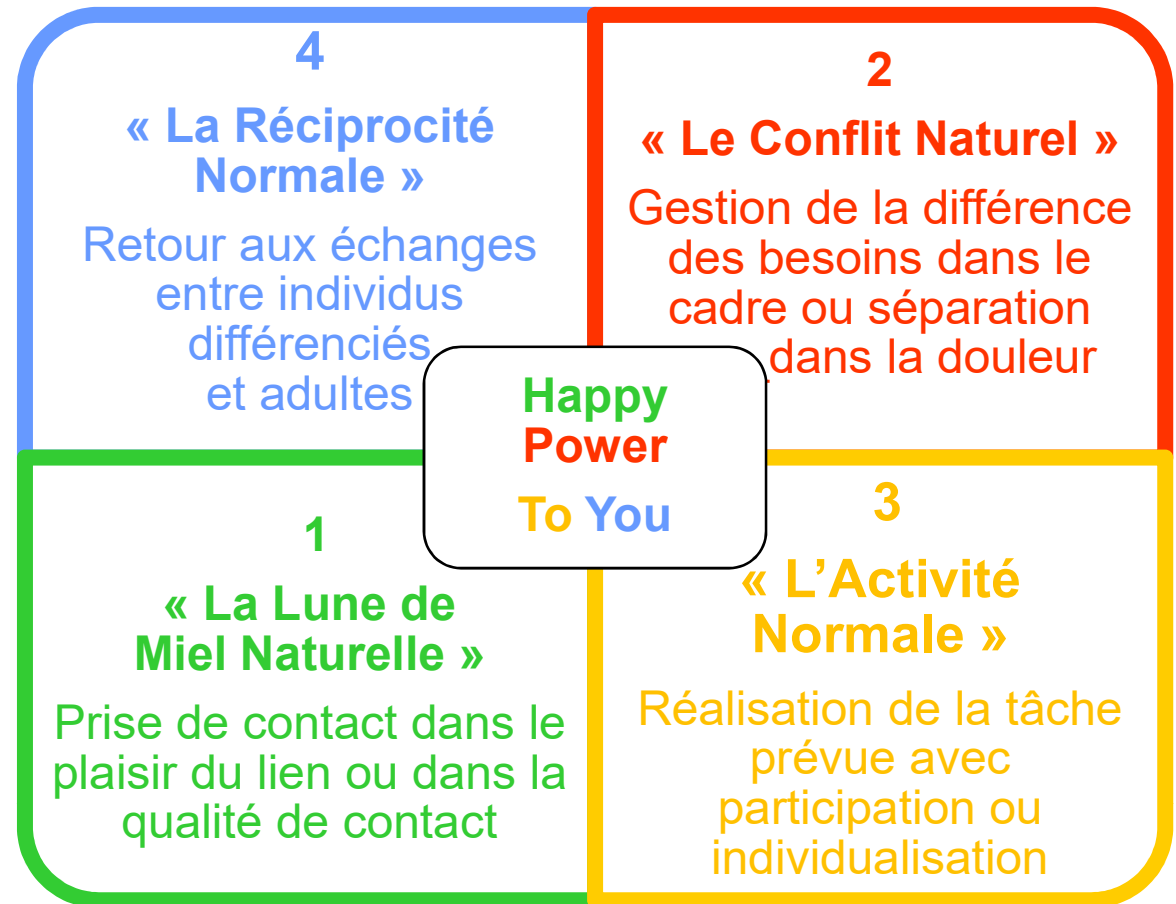 4
« La Réciprocité
Normale »
Retour aux échanges
entre individus
différenciés
et adultes
2
« Le Conflit Naturel »
Gestion de la différence
des besoins dans le
cadre ou séparation
dans la douleur
Happy
Power
To You
1
« La Lune de
Miel Naturelle »
Prise de contact dans le
plaisir du lien ou dans la
qualité de contact
3
« L’Activité
Normale »
Réalisation de la tâche
prévue avec
participation ou
individualisation